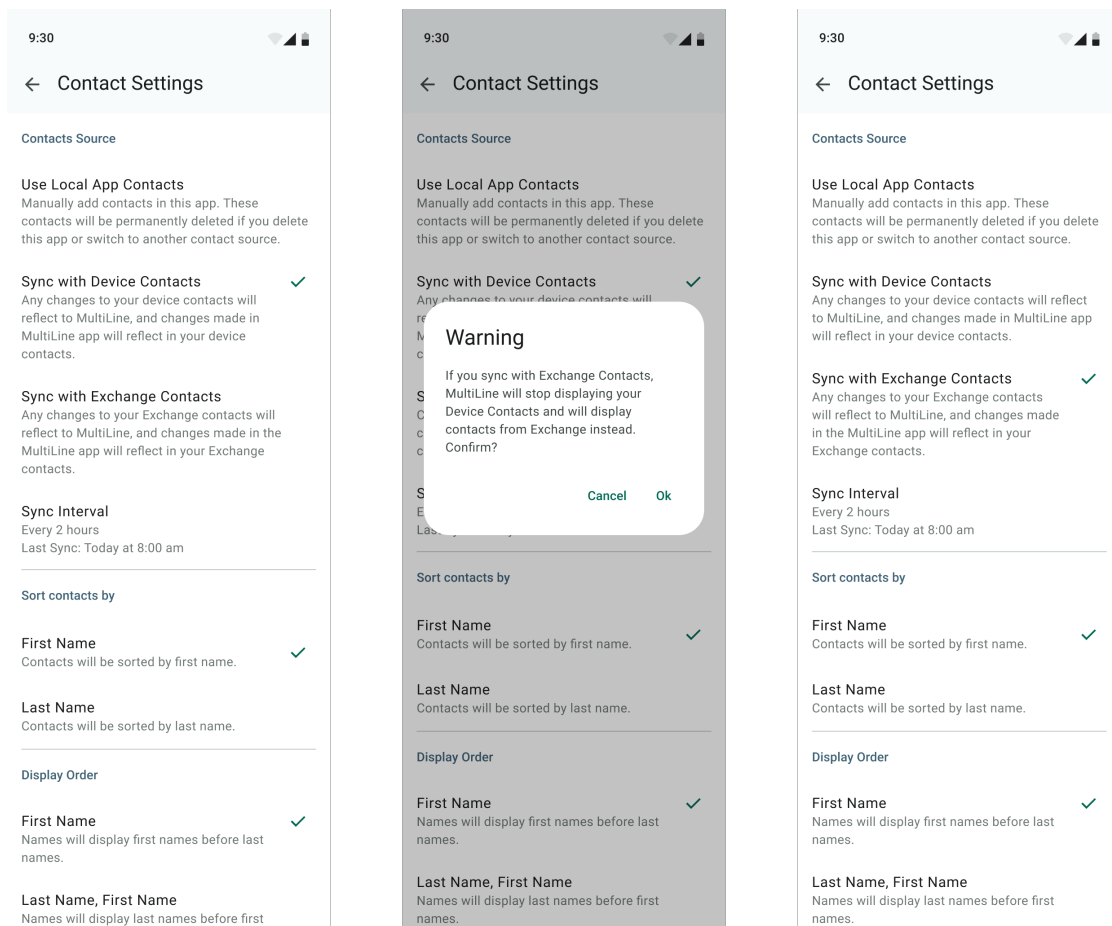 9:30
Contact Settings
Contacts Source
Use Local App Contacts
Manually add contacts in this app. These
contacts will be permanently deleted if you delete
this app or switch to another contact source.
Sync with Device Contacts
Any changes to your device contacts will
reflect to MultiLine, and changes made in
MultiLine app will reflect in your device
contacts.
Sync with Exchange Contacts
Any changes to your Exchange contacts will
reflect to MultiLine, and changes made in the
MultiLine app will reflect in your Exchange
contacts.
Sync Interval
Every 2 hours
Last Sync: Today at 8:00 am
Sort contacts by
First Name
Contacts will be sorted by first name.
Last Name
Contacts will be sorted by last name.
Display Order
First Name
Names will display first names before last
names.
Last Name, First Name
Names will display last names before first
9:30
Contact Settings
Contacts Source
Use Local App Contacts
Manually add contacts in this app. These
contacts will be permanently deleted if you delete
this app or switch to another contact source.
Sync with Device Contacts
Any changes to your device contacts will
Warning
If you sync with Exchange Contacts,
MultiLine will stop displaying your
Device Contacts and will display
contacts from Exchange instead.
Confirm?
Cancel Ok
Sort contacts by
First Name
Contacts will be sorted by first name.
Last Name
Contacts will be sorted by last name.
Display Order
First Name
Names will display first names before last
names.
Last Name, First Name
Names will display last names before first
names.
9:30
Contact Settings
Contacts Source
Use Local App Contacts
Manually add contacts in this app. These
contacts will be permanently deleted if you delete
this app or switch to another contact source.
Sync with Device Contacts
Any changes to your device contacts will reflect
to MultiLine, and changes made in MultiLine app
will reflect in your device contacts.
Sync with Exchange Contacts
Any changes to your Exchange contacts
will reflect to MultiLine, and changes made
in the MultiLine app will reflect in your
Exchange contacts.
Sync Interval
Every 2 hours
Last Sync: Today at 8:00 am
Sort contacts by
First Name
Contacts will be sorted by first name.
Last Name
Contacts will be sorted by last name.
Display Order
First Name
Names will display first names before last
names.
Last Name, First Name
Names will display last names before first
names.